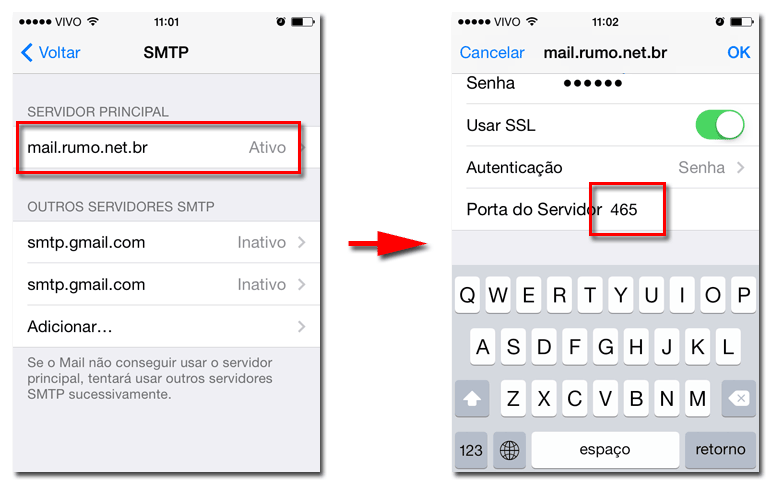 VIVO 11:01
Voltar SMTP
SERVIDOR PRINCIPAL
mail.rumo.net.br Ativo
OUTROS SERVIDORES SMTP
smtp.gmail.com Inativo
smtp.gmail.com Inativo
Adicionar...
Se o Mail não conseguir usar o servidor
principal, tentará usar outros servidores
SMTP sucessivamente.
VIVO 11:02
Cancelar mail.rumo.net.br OK
Senha ●●●●●●
Usar SSL
Autenticação Senha
Porta do Servidor 465
Q W E R T Y U I O P
A S D F G H J K L
Z X C V B N M
123 espaço retorno